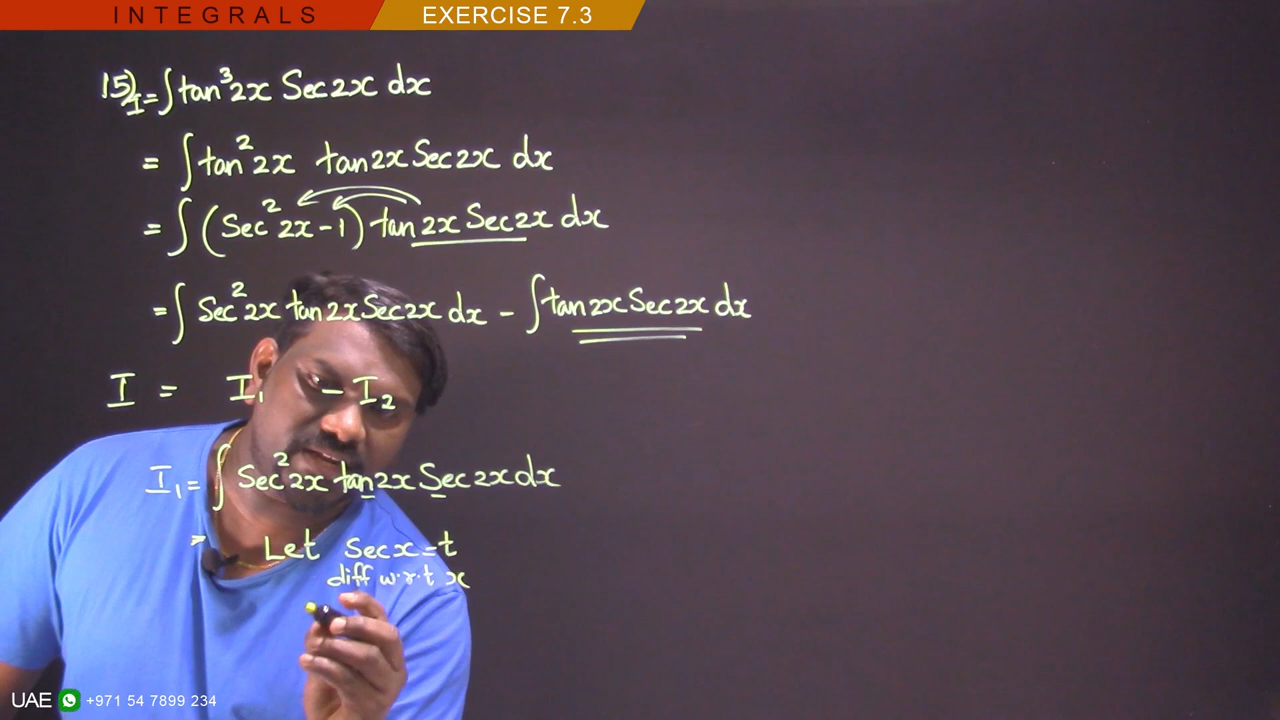 INTEGRALS EXERCISE 7.3
15) I = ∫ tan³2x Sec2x dx
= ∫ tan²2x tan2x Sec2x dx
= ∫ (Sec²2x - 1) tan2x Sec2x dx
= ∫ Sec²2x tan2x Sec2x dx - ∫ tan2x Sec2x dx
I = I₁ - I₂
I₁ = ∫ Sec²2x tan2x Sec2x dx
Let Secx = t
diff w.r.t x
UAE +971 54 7899 234